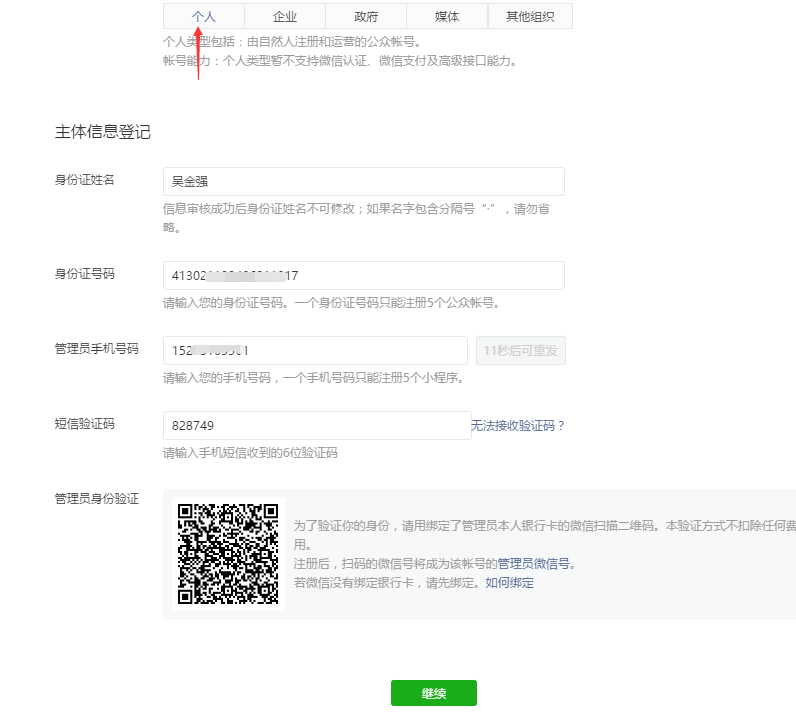 个人 企业 政府 媒体 其他组织
个人类型包括：由自然人注册和运营的公众帐号。
帐号能力：个人类型暂不支持微信认证、微信支付及高级接口能力。
主体信息登记
身份证姓名 吴金强
信息审核成功后身份证姓名不可修改；如果名字包含分隔号“·”，请勿省
略。
身份证号码
请输入您的身份证号码。一个身份证号码只能注册5个公众帐号。
管理员手机号码 11秒后可重发
请输入您的手机号码，一个手机号码只能注册5个小程序。
短信验证码 828749 无法接收验证码？
请输入手机短信收到的6位验证码
管理员身份验证
为了验证你的身份，请用绑定了管理员本人银行卡的微信扫描二维码。本验证方式不扣除任何费
用。
注册后，扫码的微信号将成为该帐号的管理员微信号。
若微信没有绑定银行卡，请先绑定。如何绑定
继续